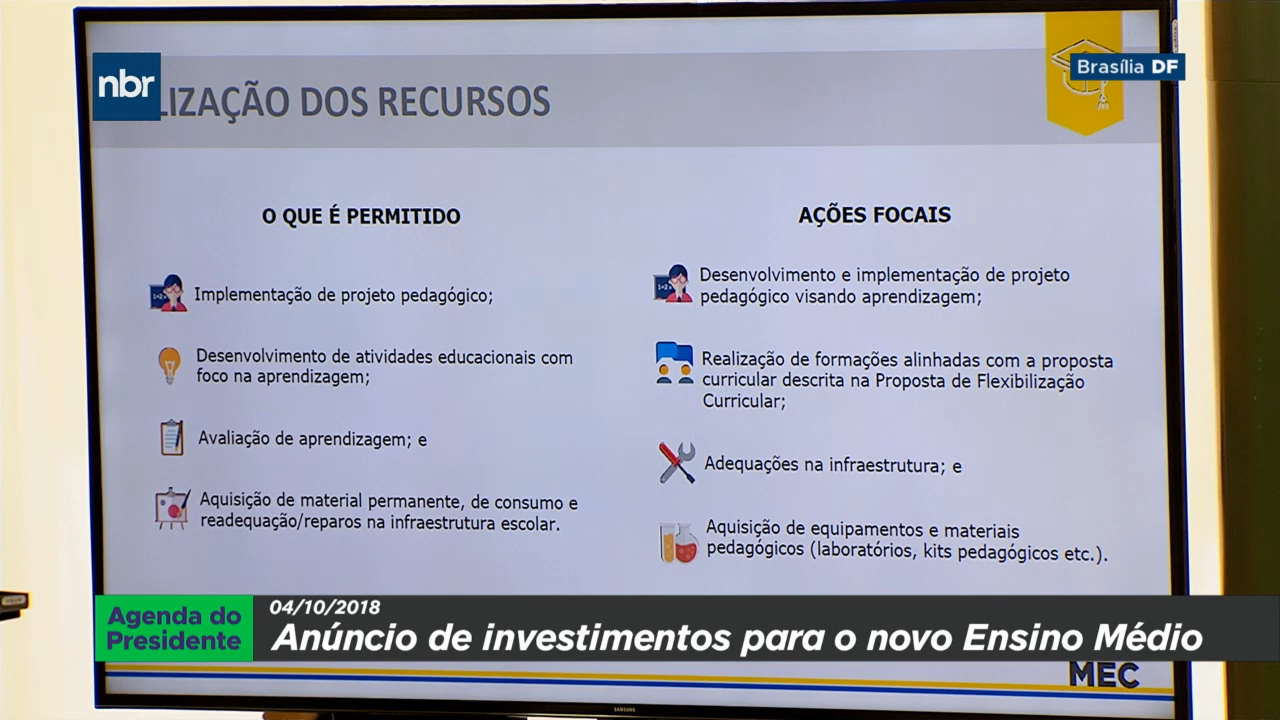 nbr
Brasília DF
LIZAÇÃO DOS RECURSOS
O QUE É PERMITIDO
Implementação de projeto pedagógico;
Desenvolvimento de atividades educacionais com
foco na aprendizagem;
Avaliação de aprendizagem; e
Aquisição de material permanente, de consumo e
readequação/reparos na infraestrutura escolar.
AÇÕES FOCAIS
Desenvolvimento e implementação de projeto
pedagógico visando aprendizagem;
Realização de formações alinhadas com a proposta
curricular descrita na Proposta de Flexibilização
Curricular;
Adequações na infraestrutura; e
Aquisição de equipamentos e materiais
pedagógicos (laboratórios, kits pedagógicos etc.).
Agenda do
Presidente
04/10/2018
Anúncio de investimentos para o novo Ensino Médio
MEC
SAMSUNG